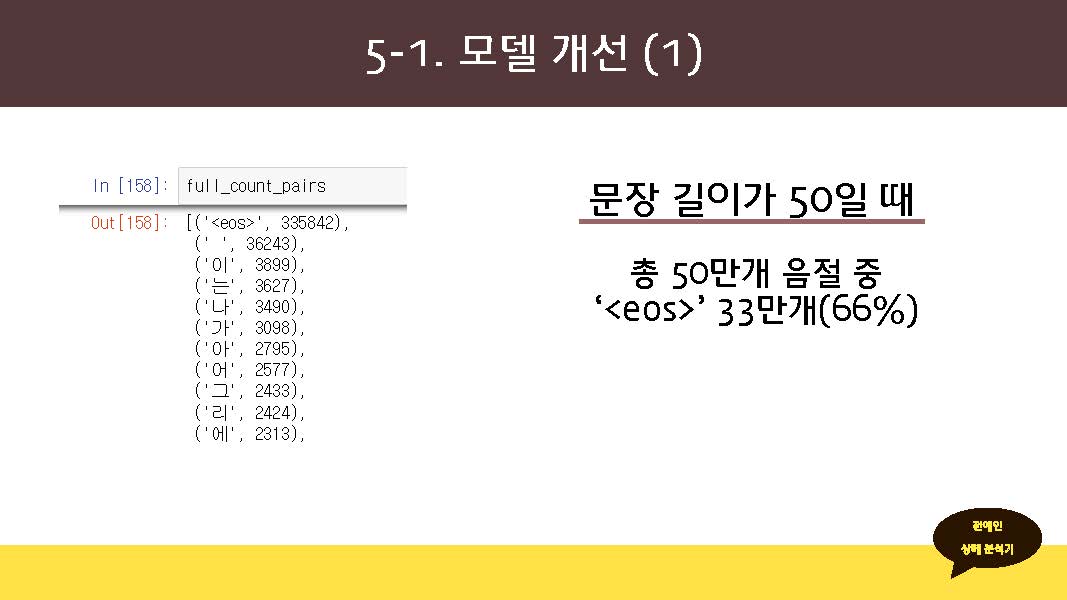 5-1. 모델 개선 (1)
In [158]: full_count_pairs
Out[158]: [('<eos>', 335842),
(' ', 36243),
('이', 3899),
('는', 3627),
('나', 3490),
('가', 3098),
('아', 2795),
('어', 2577),
('그', 2433),
('리', 2424),
('에', 2313),
문장 길이가 50일 때
총 50만개 음절 중
‘<eos>’ 33만개(66%)
전애인
상태 분석기